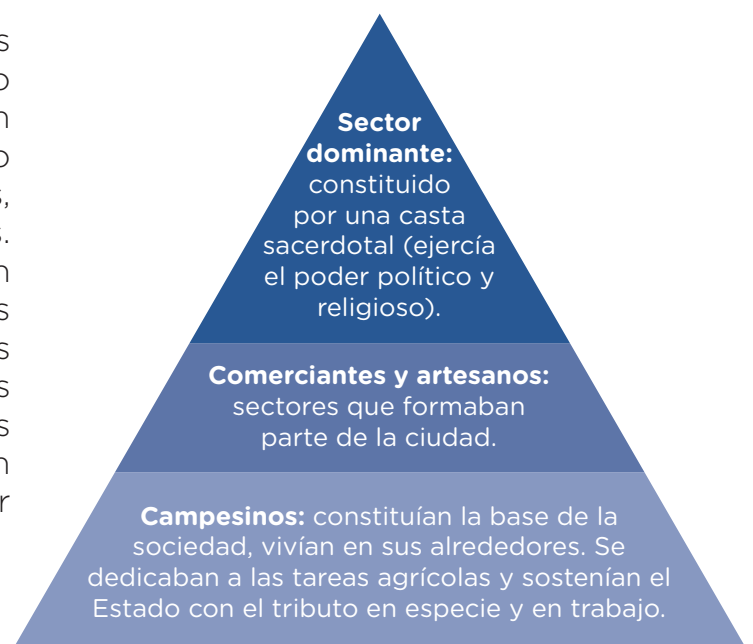 s
o
n
o
s,
s.
n
s
s
s
s
n
r
Sector
dominante:
constituido
por una casta
sacerdotal (ejercía
el poder político y
religioso).
Comerciantes y artesanos:
sectores que formaban
parte de la ciudad.
Campesinos: constituían la base de la
sociedad, vivían en sus alrededores. Se
dedicaban a las tareas agrícolas y sostenían el
Estado con el tributo en especie y en trabajo.